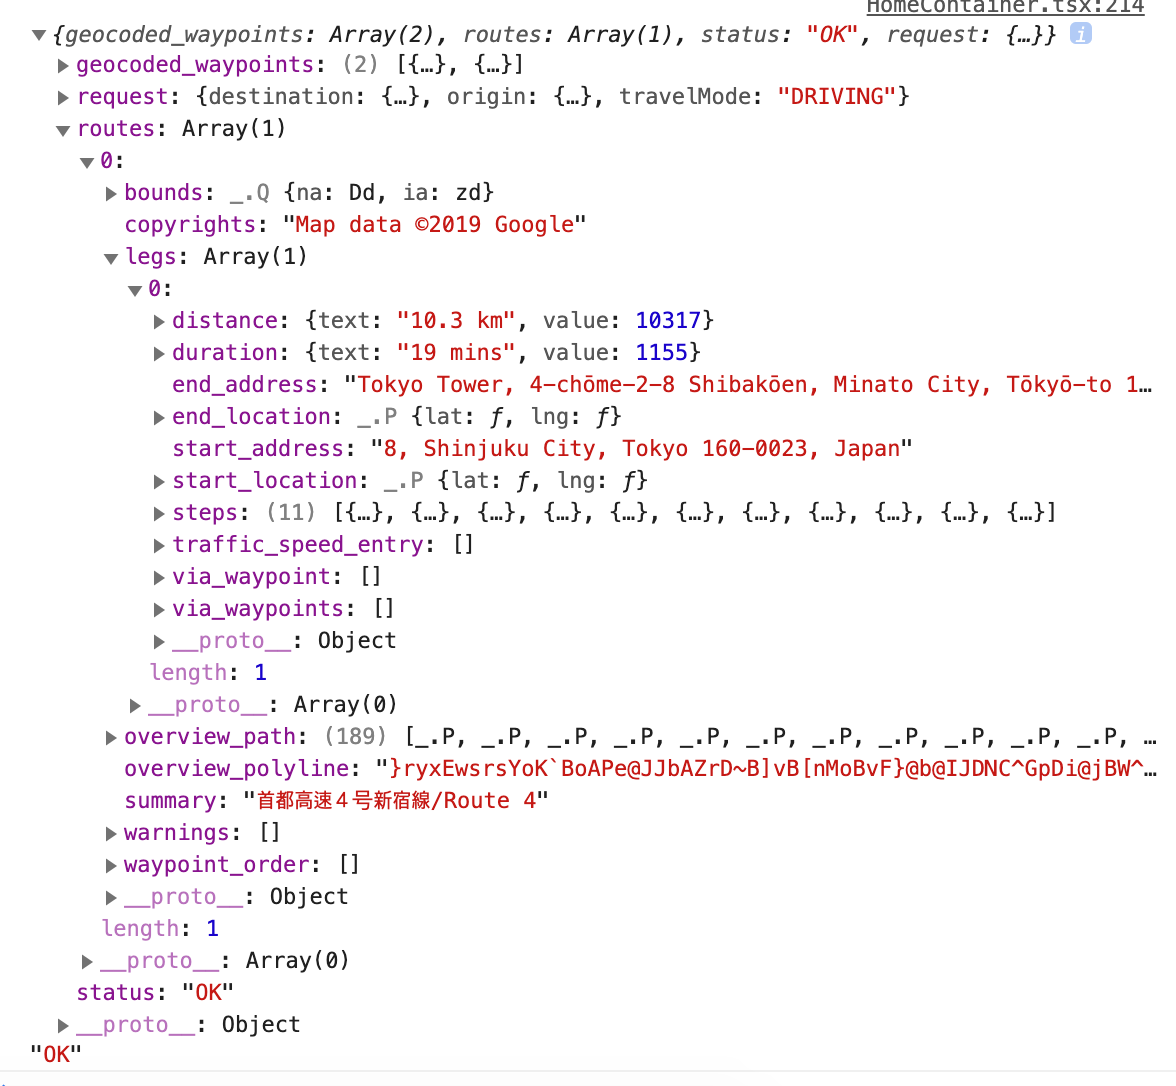 HomeContainer.tsx:214
▼{geocoded_waypoints: Array(2), routes: Array(1), status: "OK", request: {…}} i
▶geocoded_waypoints: (2) [{…}, {…}]
▶request: {destination: {…}, origin: {…}, travelMode: "DRIVING"}
▼routes: Array(1)
▼0:
▶bounds: _.Q {na: Dd, ia: zd}
copyrights: "Map data ©2019 Google"
▼legs: Array(1)
▼0:
▶distance: {text: "10.3 km", value: 10317}
▶duration: {text: "19 mins", value: 1155}
end_address: "Tokyo Tower, 4-chōme-2-8 Shibakōen, Minato City, Tōkyō-to 1…
▶end_location: _.P {lat: ƒ, lng: ƒ}
start_address: "8, Shinjuku City, Tokyo 160-0023, Japan"
▶start_location: _.P {lat: ƒ, lng: ƒ}
▶steps: (11) [{…}, {…}, {…}, {…}, {…}, {…}, {…}, {…}, {…}, {…}, {…}]
▶traffic_speed_entry: []
▶via_waypoint: []
▶via_waypoints: []
▶__proto__: Object
length: 1
▶__proto__: Array(0)
▶overview_path: (189) [_.P, _.P, _.P, _.P, _.P, _.P, _.P, _.P, _.P, _.P, _.P, …
overview_polyline: "}ryxEwsrsYoK`BoAPe@JJbAZrD~B]vB[nMoBvF}@b@IJDNC^GpDi@jBW^…
summary: "首都高速４号新宿線/Route 4"
▶warnings: []
▶waypoint_order: []
▶__proto__: Object
length: 1
▶__proto__: Array(0)
status: "OK"
▶__proto__: Object
"OK"